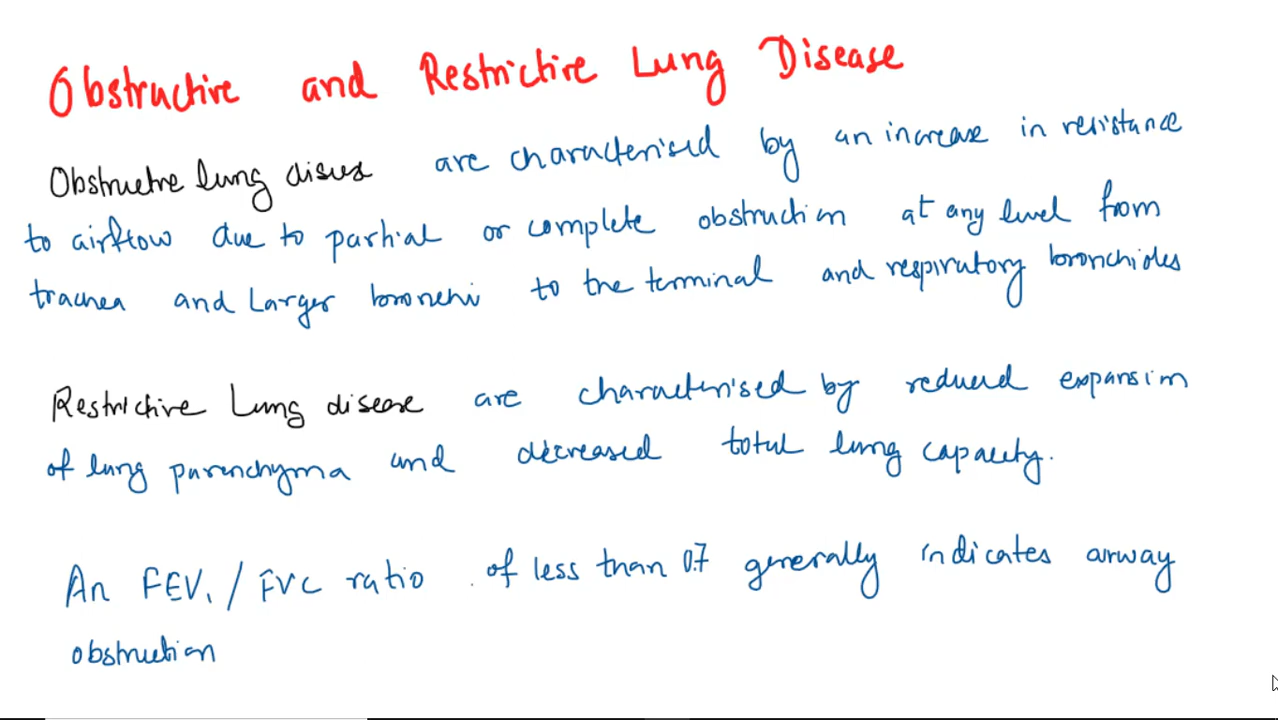 Obstructive and Restrictive Lung Disease
Obstructive lung disease are characterised by an increase in resistance
to airflow due to partial or complete obstruction at any level from
trachea and Larger bronchi to the terminal and respiratory bronchioles
Restrictive Lung disease are characterised by reduced expansion
of lung parenchyma and decreased total lung capacity.
An FEV₁ / FVC ratio of less than 0.7 generally indicates airway
obstruction